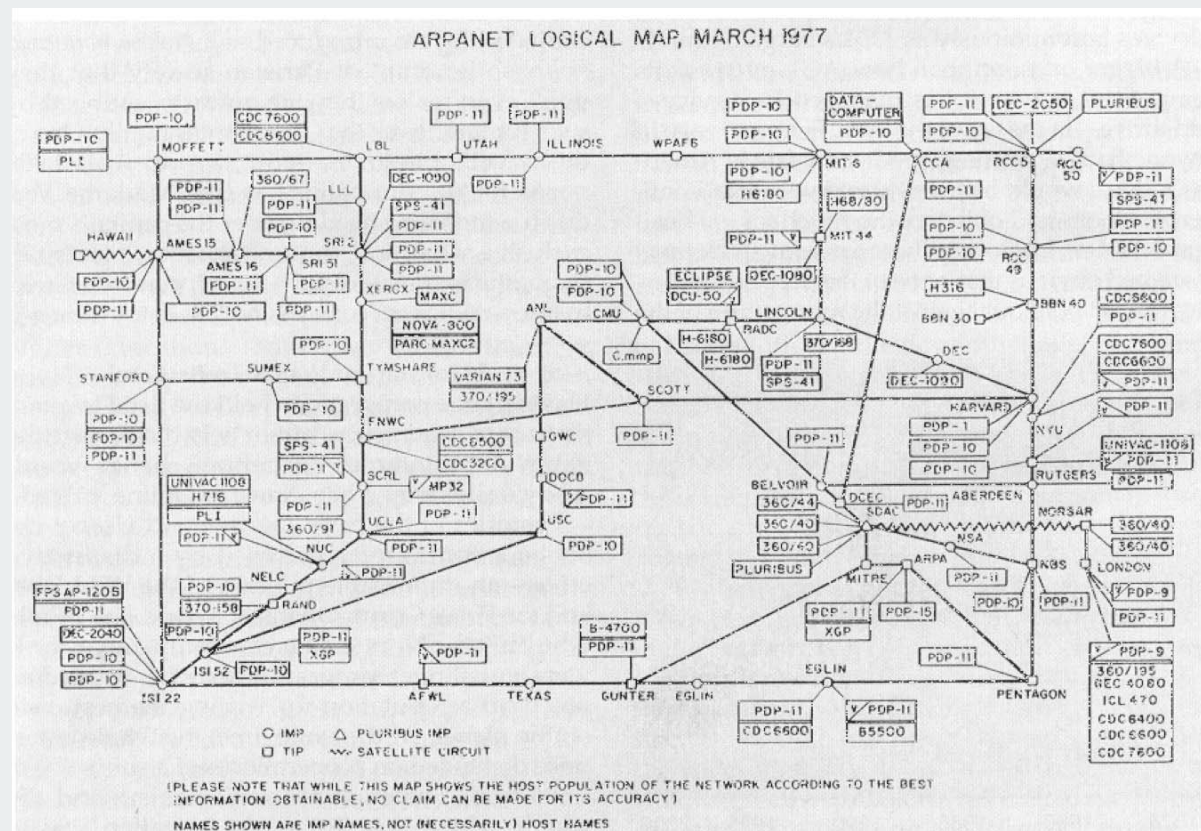 ARPANET LOGICAL MAP, MARCH 1977
PDP-10
PLI
PDP-10
MOFFETT
CDC 7600
CDC6600
LBL
PDP-11
UTAH
PDP-11
ILLINOIS
PDP-11
WPAFB
PDP-10
DATA
COMPUTER
PDP-10
MIT6
PDP-11
PDP-10
CCA
DEC-2050
RCC5
PLURIBUS
RCC
50
PDP-11
PDP-11
360/67
PDP-11
PDP-10
LLL
DEC-1090
SPS-41
PDP-11
PDP-11
PDP-11
PDP-10
PDP-10
H6180
H68/80
PDP-11
PDP-11
PDP-11
SPS-41
PDP-11
PDP-10
PDP-10
PDP-10
RCC
49
HAWAII
AMES15
AMES16
SRI51
SRI2
PDP-10
PDP-11
PDP-11
PDP-10
PDP-11
PDP-11
PDP-11
XEROX
MAXC
NOVA-800
PARC-MAXC2
PDP-10
TYMSHARE
ANL
PDP-10
PDP-10
CMU
ECLIPSE
DCU-50
DEC-1090
RADC
H-6180
H-6180
LINCOLN
370/168
PDP-11
SPS-41
H316
BBN 40
BBN 30
DEC
DEC-1090
CDC6600
PDP-11
CDC7600
CDC6600
PDP-11
PDP-11
STANFORD
SUMEX
PDP-10
PDP-10
PDP-11
PDP-10
VARIAN 73
370/195
C.mmp
SCOTT
PDP-11
HARVARD
PDP-1
PDP-10
PDP-10
NYU
UNIVAC-1108
PDP-11
PDP-11
RUTGERS
FNWC
CDC6500
CDC3200
GWC
SPS-41
PDP-11
PDP-11
SCRL
MP32
PDP-11
DOCB
PDP-11
PDP-11
BELVOIR
ABERDEEN
360/44
360/40
360/40
PLURIBUS
DCEC
SDAC
PDP-11
NORSAR
360/40
360/40
UNIVAC 1108
H716
PLI
PDP-11
360/91
UCLA
PDP-11
USC
PDP-10
NUC
PDP-11
NELC
PDP-10
370-158
RAND
NSA
PDP-11
MITRE
ARPA
NBS
PDP-10
PDP-11
LONDON
PDP-9
FPS AP-120B
PDP-11
DEC-2040
PDP-10
PDP-10
ISI22
PDP-10
ISI52
PDP-10
PDP-11
XGP
PDP-11
AFWL
TEXAS
B-4700
PDP-11
GUNTER
PDP-11
XGP
PDP-15
EGLIN
PDP-11
CDC6600
EGLIN
PDP-11
B5500
PDP-11
PENTAGON
PDP-9
360/195
GEC 4080
ICL 470
CDC6400
CDC6600
CDC7600
IMP
PLURIBUS IMP
TIP
SATELLITE CIRCUIT
(PLEASE NOTE THAT WHILE THIS MAP SHOWS THE HOST POPULATION OF THE NETWORK ACCORDING TO THE BEST
INFORMATION OBTAINABLE, NO CLAIM CAN BE MADE FOR ITS ACCURACY)
NAMES SHOWN ARE IMP NAMES, NOT (NECESSARILY) HOST NAMES